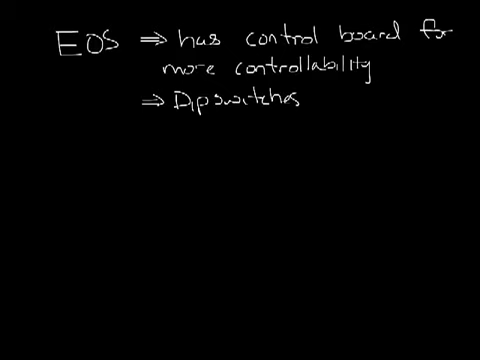 EOS ⇒ has control board for
more controllability
⇒ Dipswitches